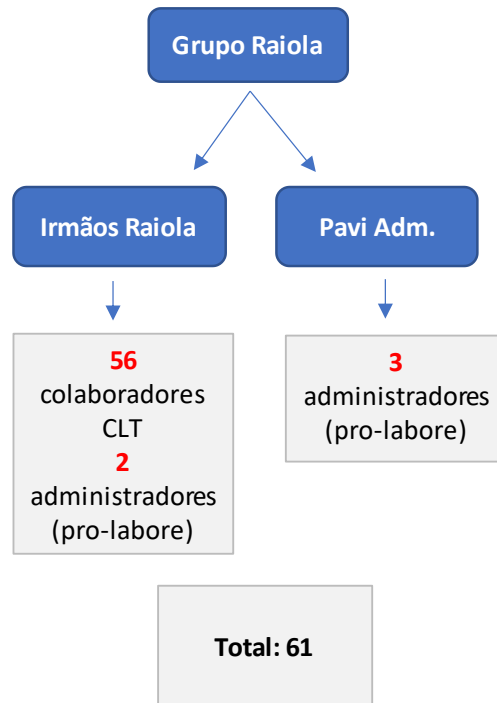 Grupo Raiola
Irmãos Raiola
Pavi Adm.
56
colaboradores
CLT
2
administradores
(pro-labore)
3
administradores
(pro-labore)
Total: 61